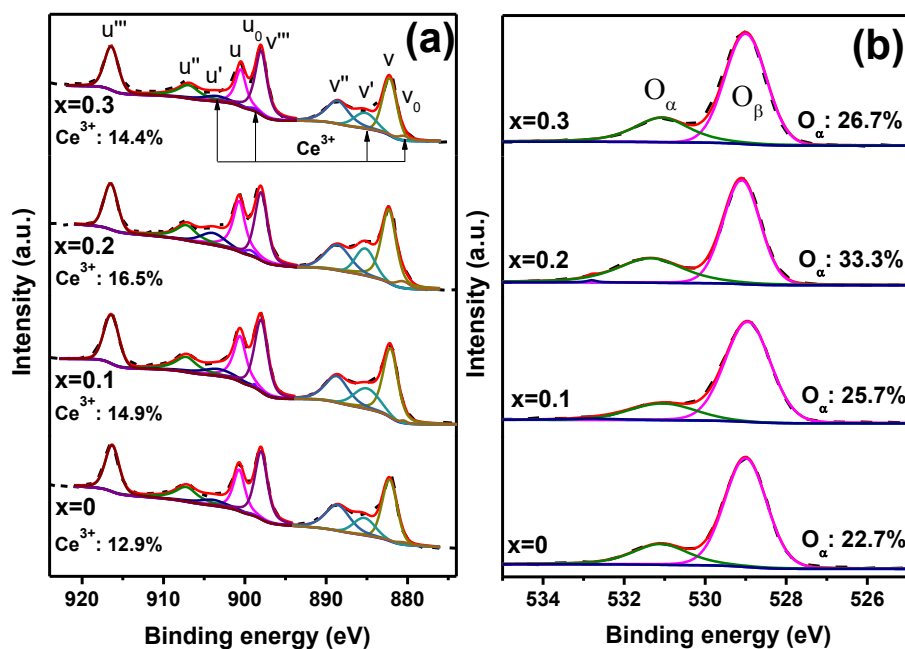 (a)
u''' u'' u' u u₀ v''' v'' v' v v₀
x=0.3
Ce³⁺: 14.4%
Ce³⁺
x=0.2
Ce³⁺: 16.5%
x=0.1
Ce³⁺: 14.9%
x=0
Ce³⁺: 12.9%
Intensity (a.u.)
920 910 900 890 880
Binding energy (eV)
(b)
Oα Oβ
x=0.3 Oα: 26.7%
x=0.2 Oα: 33.3%
x=0.1 Oα: 25.7%
x=0 Oα: 22.7%
Intensity (a.u.)
534 532 530 528 526
Binding energy (eV)